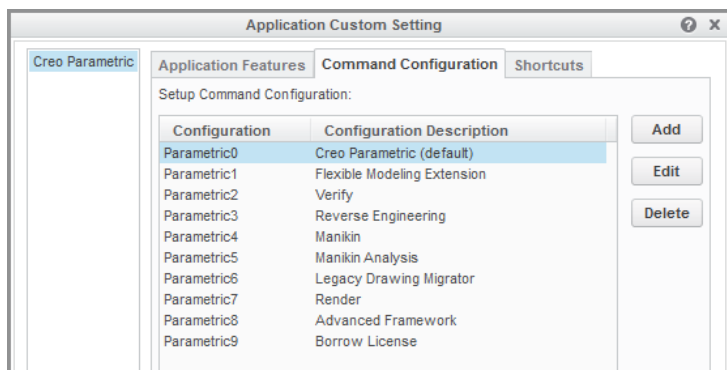 Application Custom Setting
Creo Parametric
Application Features Command Configuration Shortcuts
Setup Command Configuration:
Configuration Configuration Description
Parametric0 Creo Parametric (default)
Parametric1 Flexible Modeling Extension
Parametric2 Verify
Parametric3 Reverse Engineering
Parametric4 Manikin
Parametric5 Manikin Analysis
Parametric6 Legacy Drawing Migrator
Parametric7 Render
Parametric8 Advanced Framework
Parametric9 Borrow License
Add
Edit
Delete